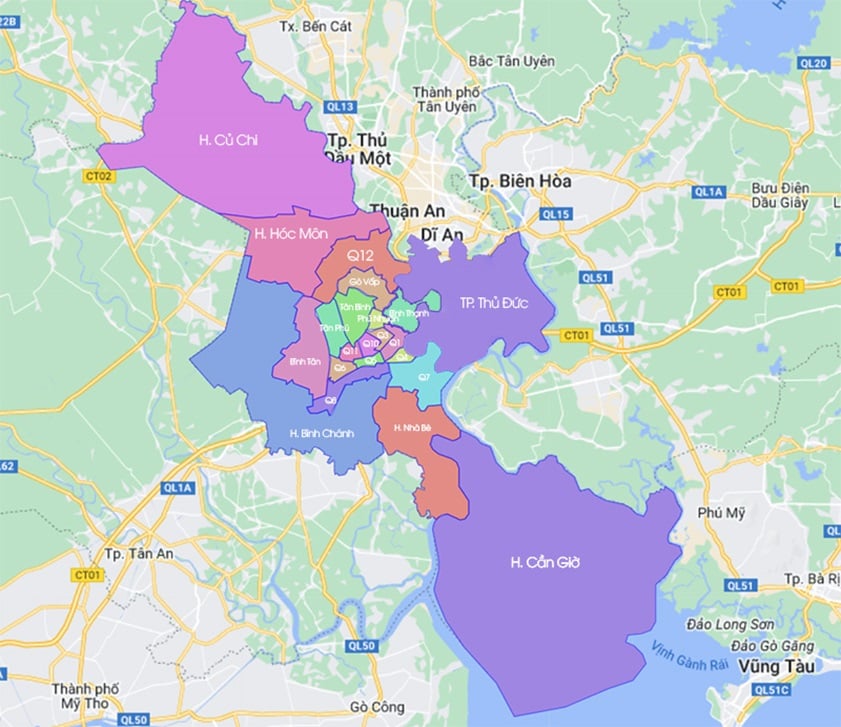 22B
Tx. Bến Cát
QL20
Bắc Tân Uyên
Thành phố
Tân Uyên
QL13
H. Củ Chi
Tp. Thủ
Dầu Một
CT02
Tp. Biên Hòa
QL1A
Bưu Điện
Dầu Giây
Thuận An
QL15
H. Hóc Môn
Dĩ An
Q12
QL51
Gò Vấp
CT01
CT01
Tân Bình
Bình Thạnh
TP. Thủ Đức
Phú Nhuận
Tân Phú
QL51
CT01
Q3
Q1
Q10
Q11
Q4
Q5
Bình Tân
Q6
Q7
Q8
H. Nhà Bè
H. Bình Chánh
62
QL1A
Phú Mỹ
QL
Tp. Tân An
H. Cần Giờ
CT01
QL51
Tp. Bà Rị
Đảo Long Sơn
QL50
Vịnh Gành Rái
Đảo Gò Găng
Vũng Tàu
Thành phố
Mỹ Tho
QL51C
Gò Công
QL50